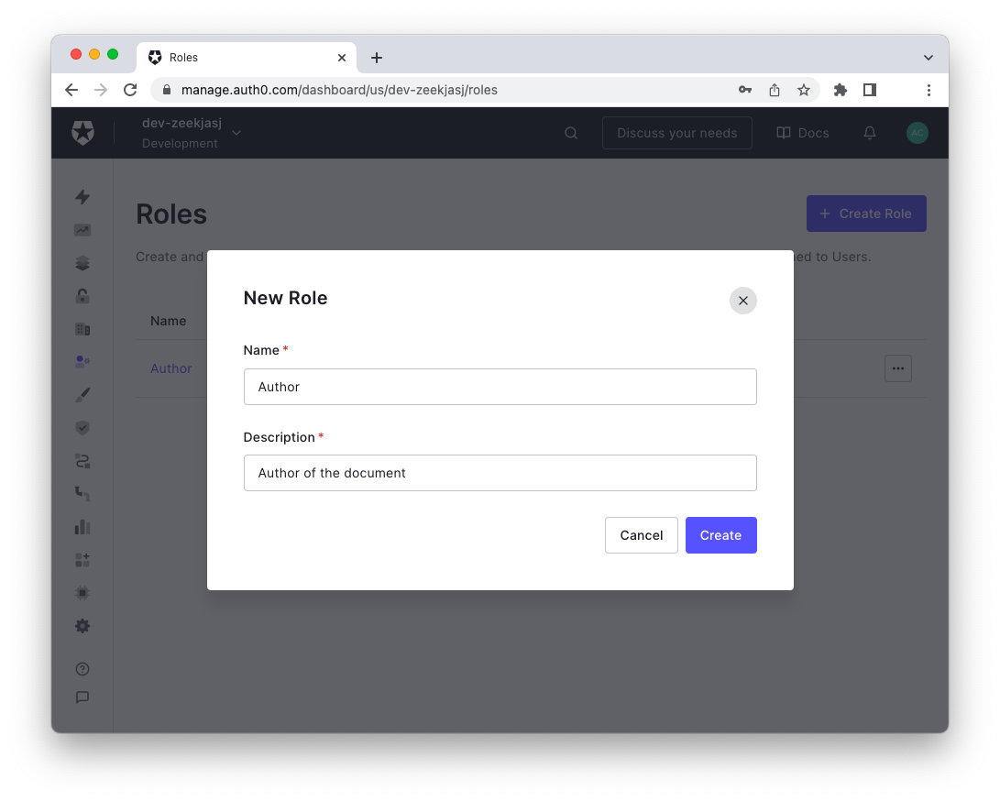 Roles
manage.auth0.com/dashboard/us/dev-zeekjasj/roles
dev-zeekjasj
Development
Discuss your needs
Docs
AC
Roles
+ Create Role
Create and
to Users.
Name
Author
New Role
Name *
Author
Description *
Author of the document
Cancel
Create